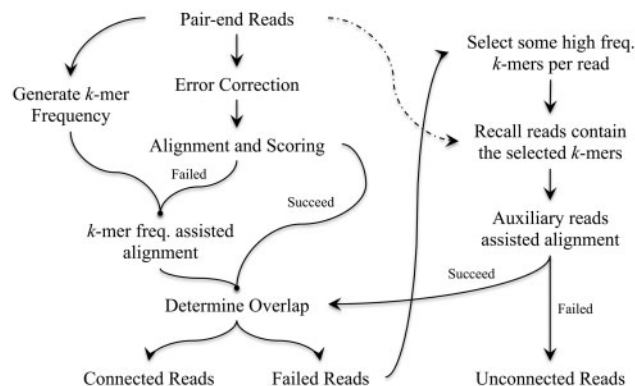 Pair-end Reads
Generate k-mer
Frequency
Error Correction
Alignment and Scoring
Failed
Succeed
k-mer freq. assisted
alignment
Determine Overlap
Connected Reads
Failed Reads
Select some high freq.
k-mers per read
Recall reads contain
the selected k-mers
Auxiliary reads
assisted alignment
Succeed
Failed
Unconnected Reads